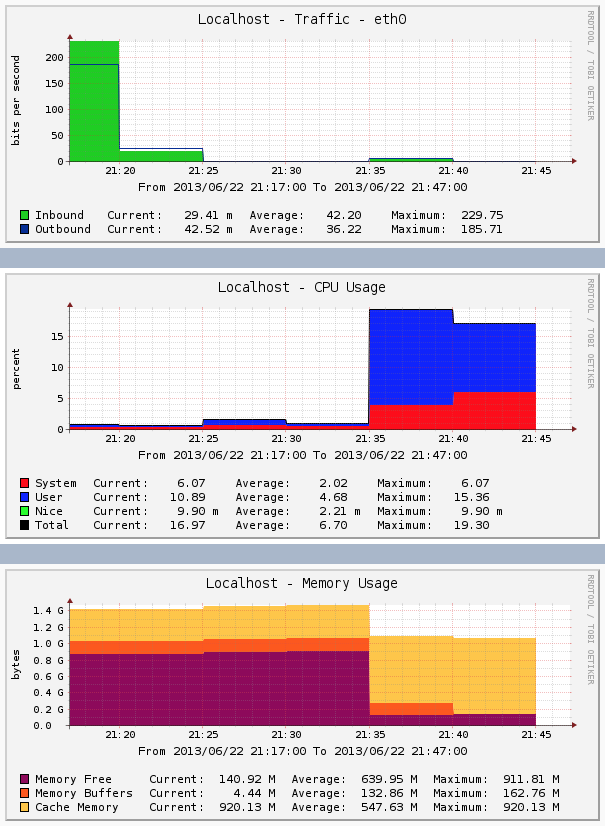 Localhost - Traffic - eth0
RRDTOOL / TOBI OETIKER
bits per second
200
150
100
50
0
21:20 21:25 21:30 21:35 21:40 21:45
From 2013/06/22 21:17:00 To 2013/06/22 21:47:00
Inbound Current: 29.41 m Average: 42.20 Maximum: 229.75
Outbound Current: 42.52 m Average: 36.22 Maximum: 185.71
Localhost - CPU Usage
RRDTOOL / TOBI OETIKER
percent
15
10
5
0
21:20 21:25 21:30 21:35 21:40 21:45
From 2013/06/22 21:17:00 To 2013/06/22 21:47:00
System Current: 6.07 Average: 2.02 Maximum: 6.07
User Current: 10.89 Average: 4.68 Maximum: 15.36
Nice Current: 9.90 m Average: 2.21 m Maximum: 9.90 m
Total Current: 16.97 Average: 6.70 Maximum: 19.30
Localhost - Memory Usage
RRDTOOL / TOBI OETIKER
bytes
1.4 G
1.2 G
1.0 G
0.8 G
0.6 G
0.4 G
0.2 G
0.0
21:20 21:25 21:30 21:35 21:40 21:45
From 2013/06/22 21:17:00 To 2013/06/22 21:47:00
Memory Free Current: 140.92 M Average: 639.95 M Maximum: 911.81 M
Memory Buffers Current: 4.44 M Average: 132.86 M Maximum: 162.76 M
Cache Memory Current: 920.13 M Average: 547.63 M Maximum: 920.13 M